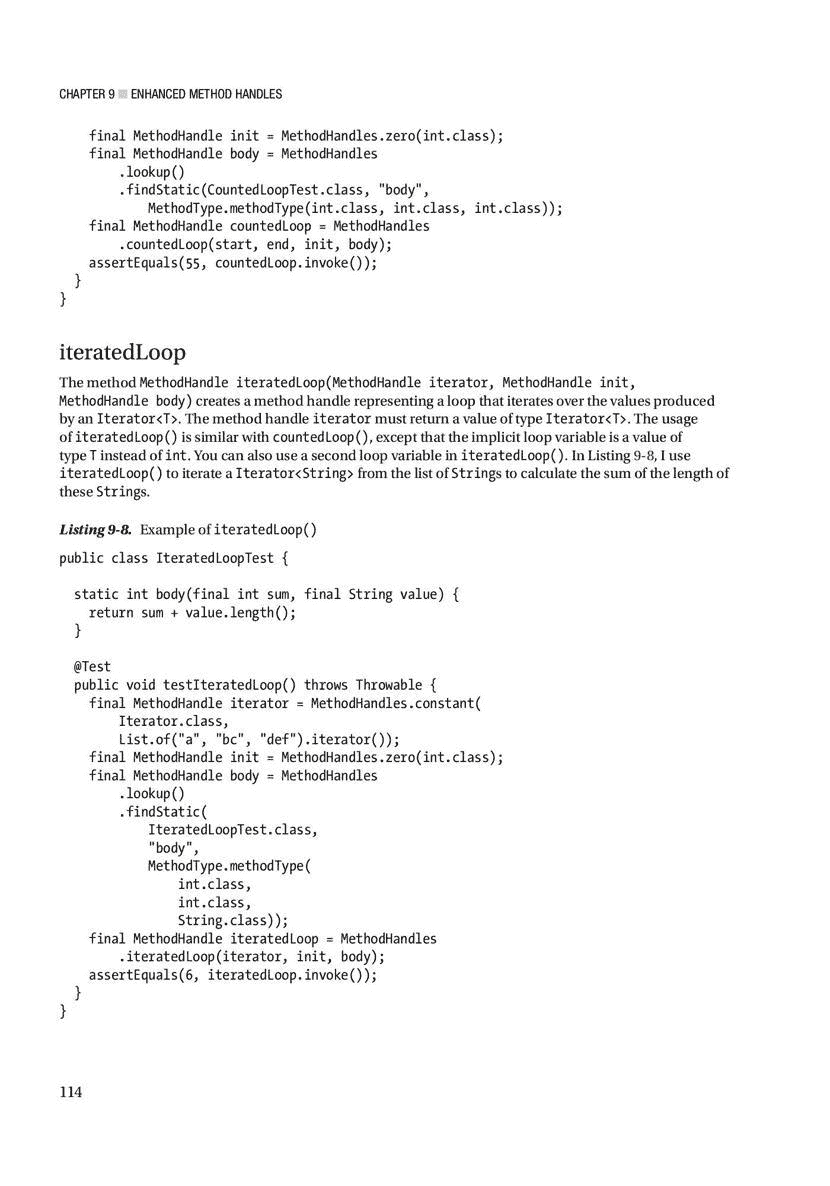 CHAPTER 9 ■ ENHANCED METHOD HANDLES
    final MethodHandle init = MethodHandles.zero(int.class);
    final MethodHandle body = MethodHandles
        .lookup()
        .findStatic(CountedLoopTest.class, "body",
            MethodType.methodType(int.class, int.class, int.class));
    final MethodHandle countedLoop = MethodHandles
        .countedLoop(start, end, init, body);
    assertEquals(55, countedLoop.invoke());
  }
}
iteratedLoop
The method MethodHandle iteratedLoop(MethodHandle iterator, MethodHandle init,
MethodHandle body) creates a method handle representing a loop that iterates over the values produced
by an Iterator<T>. The method handle iterator must return a value of type Iterator<T>. The usage
of iteratedLoop() is similar with countedLoop(), except that the implicit loop variable is a value of
type T instead of int. You can also use a second loop variable in iteratedLoop(). In Listing 9-8, I use
iteratedLoop() to iterate a Iterator<String> from the list of Strings to calculate the sum of the length of
these Strings.
Listing 9-8. Example of iteratedLoop()
public class IteratedLoopTest {
  static int body(final int sum, final String value) {
    return sum + value.length();
  }
  @Test
  public void testIteratedLoop() throws Throwable {
    final MethodHandle iterator = MethodHandles.constant(
        Iterator.class,
        List.of("a", "bc", "def").iterator());
    final MethodHandle init = MethodHandles.zero(int.class);
    final MethodHandle body = MethodHandles
        .lookup()
        .findStatic(
            IteratedLoopTest.class,
            "body",
            MethodType.methodType(
                int.class,
                int.class,
                String.class));
    final MethodHandle iteratedLoop = MethodHandles
        .iteratedLoop(iterator, init, body);
    assertEquals(6, iteratedLoop.invoke());
  }
}
114